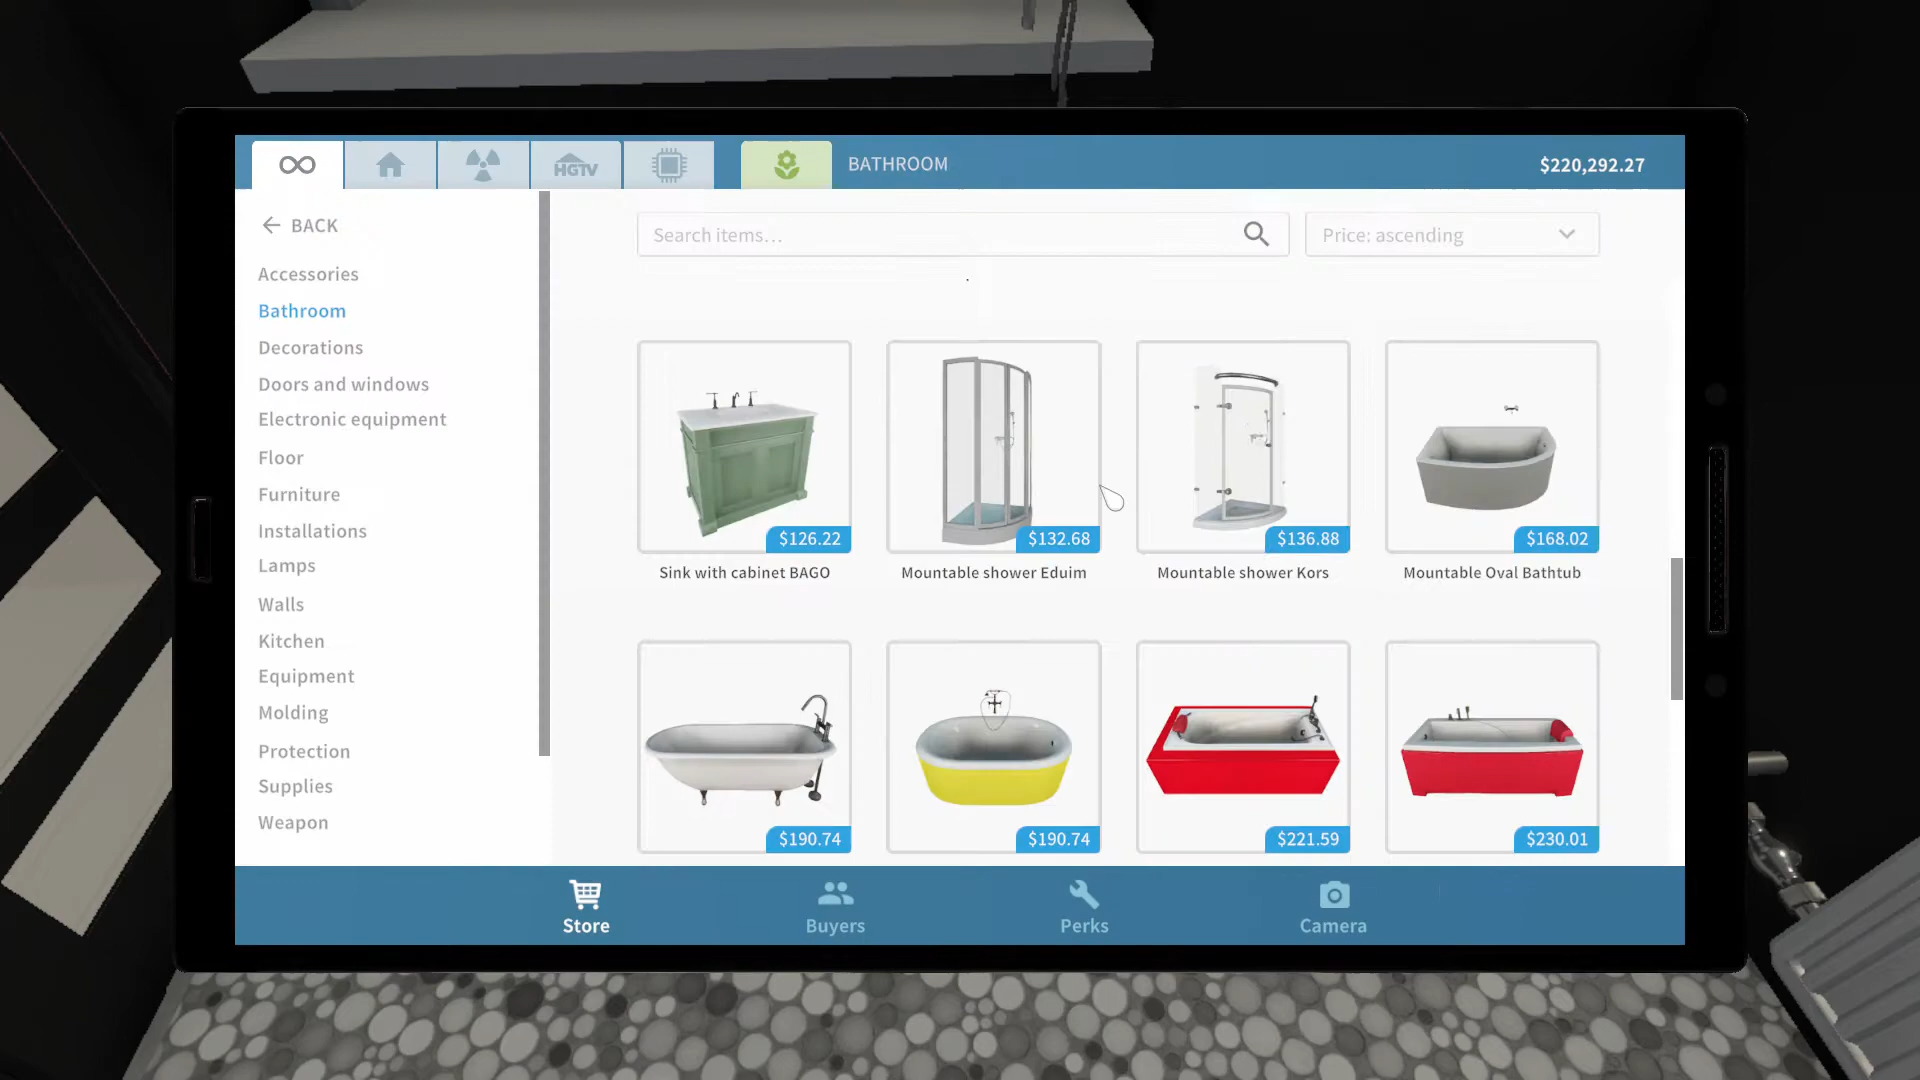 HGTV
BATHROOM
$220,292.27
BACK
Search items...
Price: ascending
Accessories
Bathroom
Decorations
Doors and windows
Electronic equipment
Floor
Furniture
Installations
Lamps
Walls
Kitchen
Equipment
Molding
Protection
Supplies
Weapon
$126.22
$132.68
$136.88
$168.02
Sink with cabinet BAGO
Mountable shower Eduim
Mountable shower Kors
Mountable Oval Bathtub
$190.74
$190.74
$221.59
$230.01
Store
Buyers
Perks
Camera